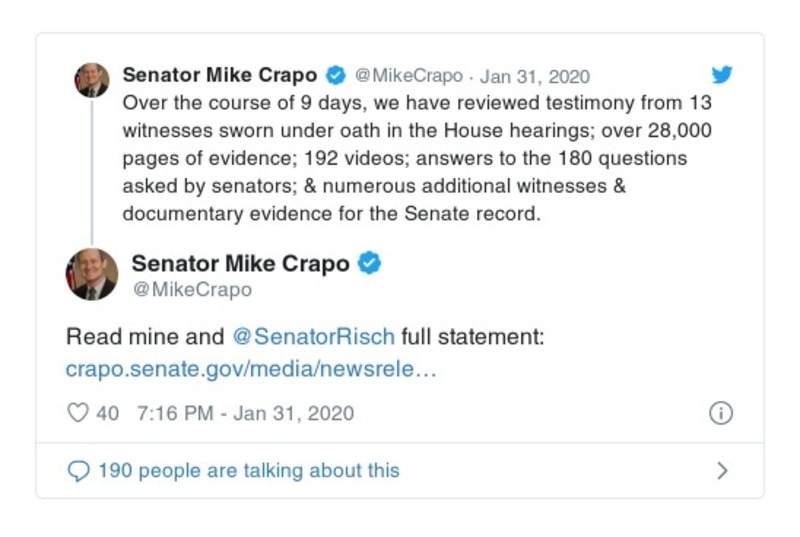 Senator Mike Crapo @MikeCrapo · Jan 31, 2020
Over the course of 9 days, we have reviewed testimony from 13
witnesses sworn under oath in the House hearings; over 28,000
pages of evidence; 192 videos; answers to the 180 questions
asked by senators; & numerous additional witnesses &
documentary evidence for the Senate record.
Senator Mike Crapo
@MikeCrapo
Read mine and @SenatorRisch full statement:
crapo.senate.gov/media/newsrele…
40 7:16 PM - Jan 31, 2020
190 people are talking about this